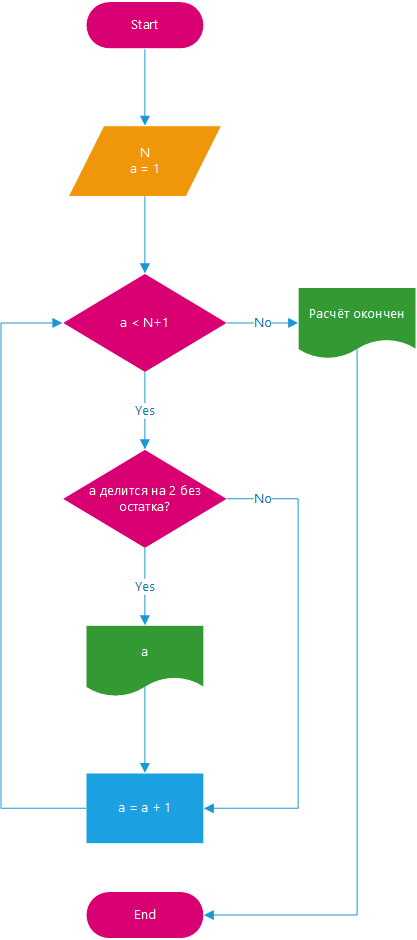 Start
N
a = 1
a < N+1
No
Расчёт окончен
Yes
а делится на 2 без
остатка?
No
Yes
a
a = a + 1
End